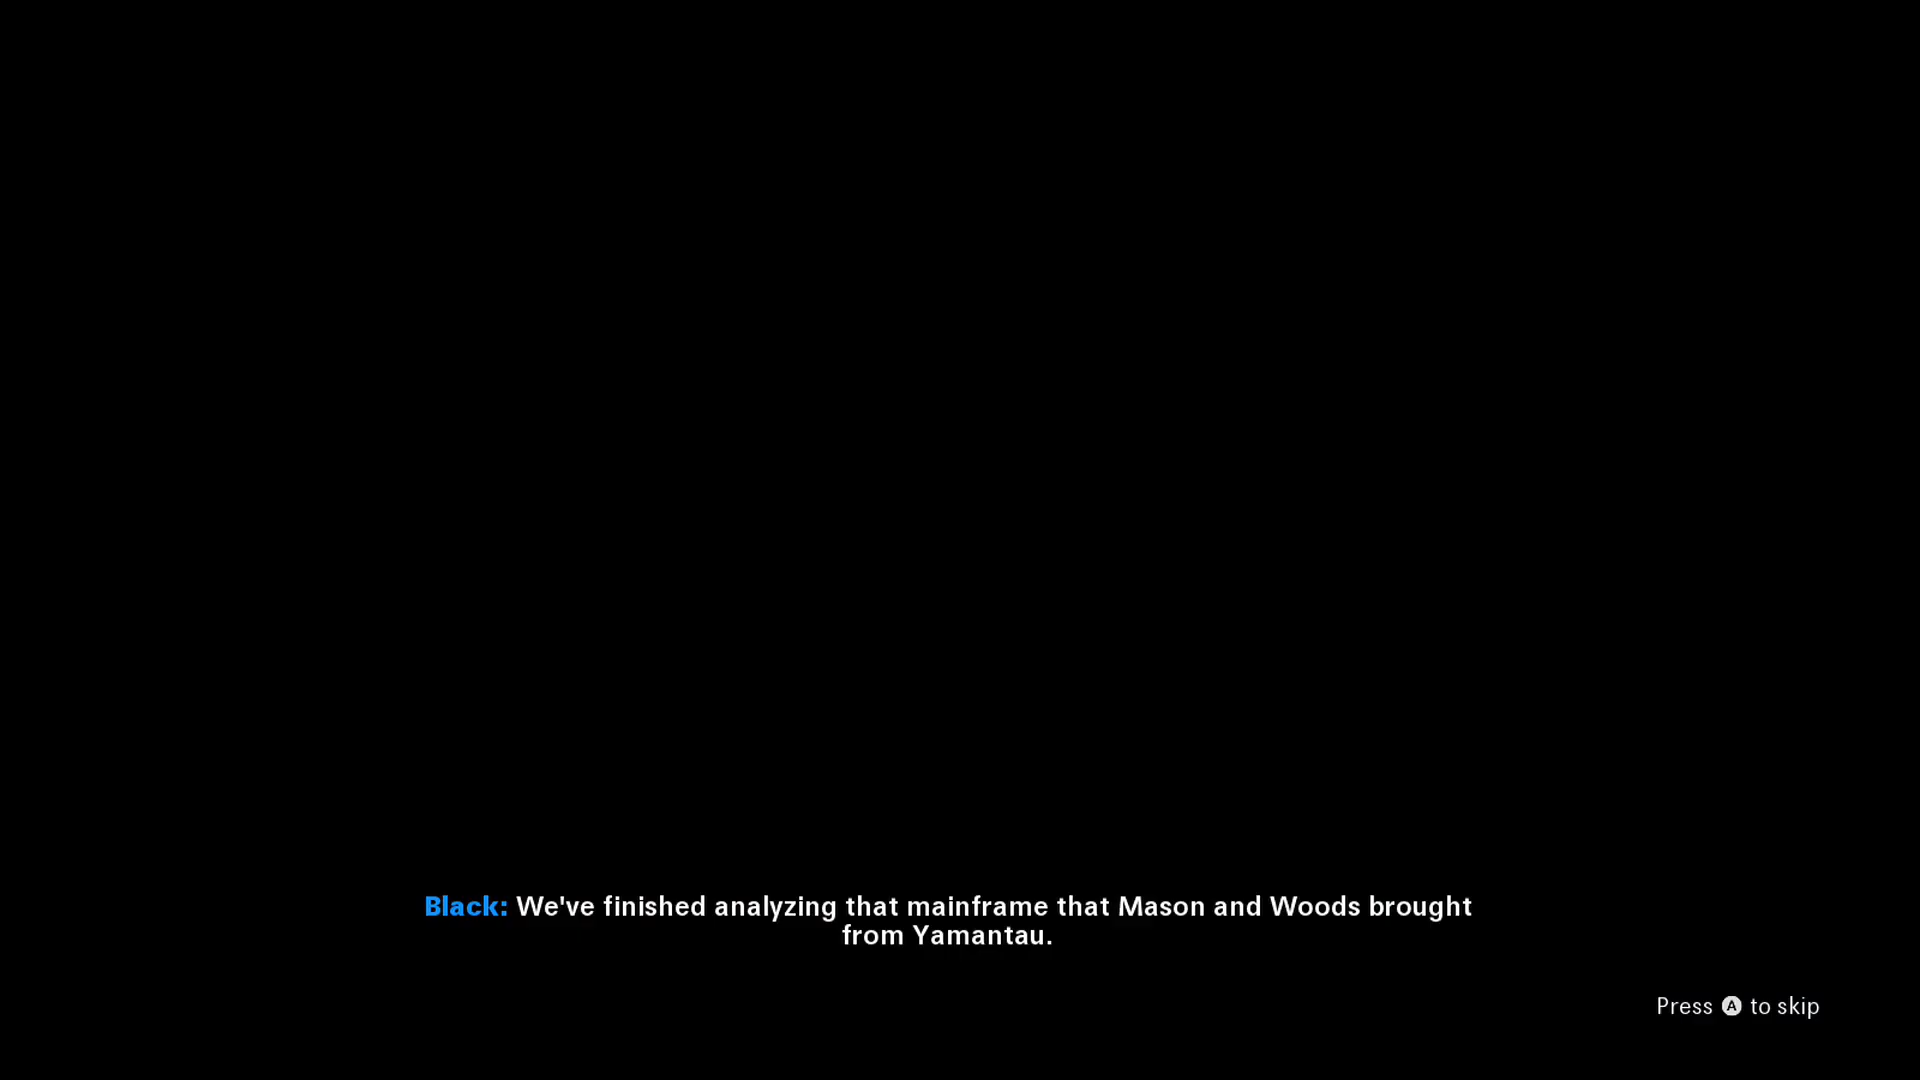 Black: We've finished analyzing that mainframe that Mason and Woods brought
from Yamantau.
Press A to skip